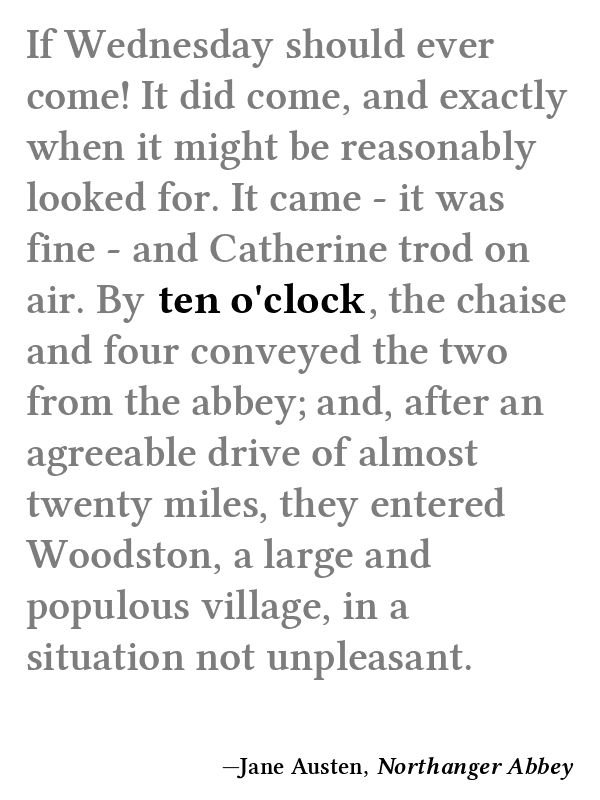 If Wednesday should ever
come! It did come, and exactly
when it might be reasonably
looked for. It came - it was
fine - and Catherine trod on
air. By ten o'clock, the chaise
and four conveyed the two
from the abbey; and, after an
agreeable drive of almost
twenty miles, they entered
Woodston, a large and
populous village, in a
situation not unpleasant.
—Jane Austen, Northanger Abbey